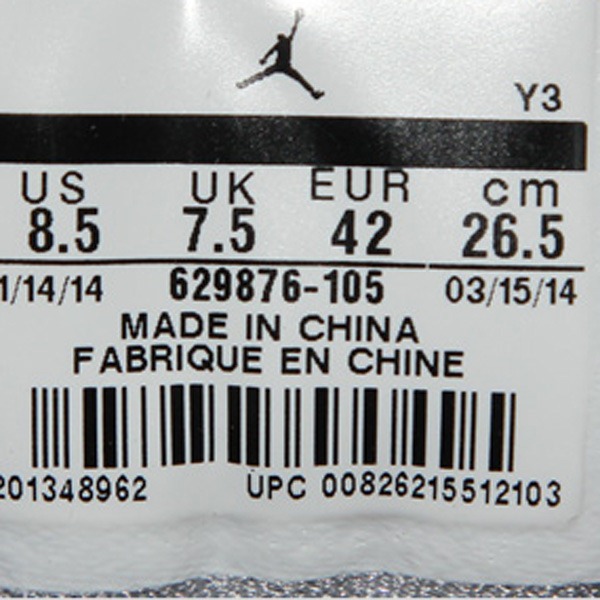 Y3
US UK EUR cm
8.5 7.5 42 26.5
1/14/14 629876-105 03/15/14
MADE IN CHINA
FABRIQUE EN CHINE
201348962 UPC 00826215512103